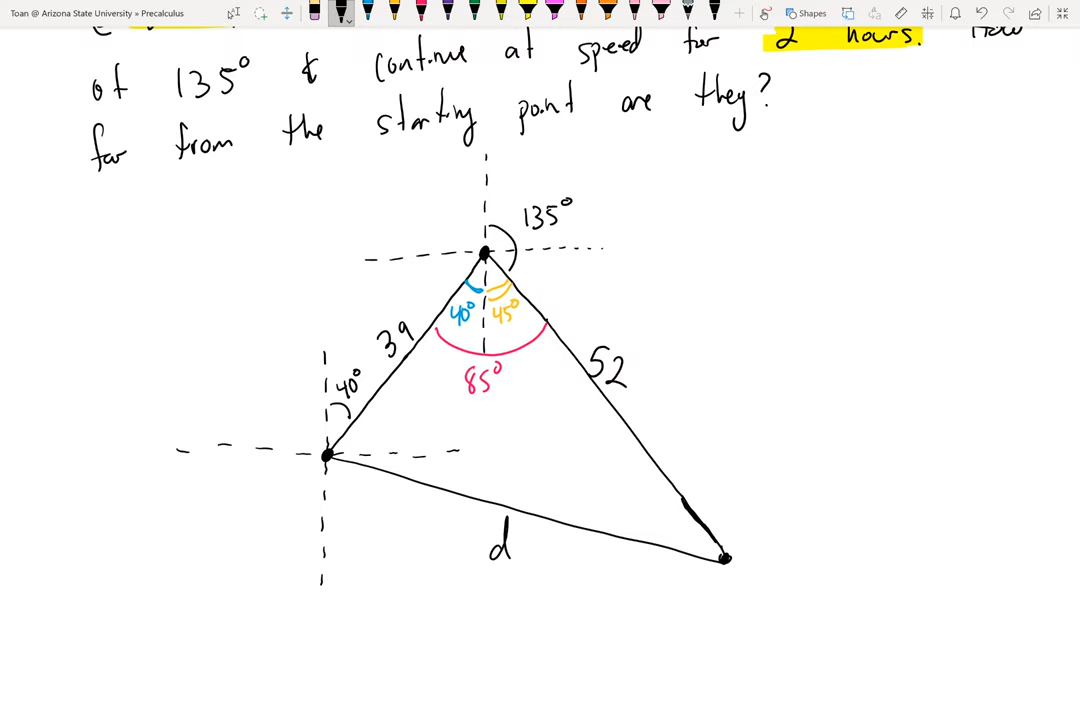 Toan @ Arizona State University » Precalculus
Shapes
2 hours. How
of 135° & continue at speed for
far from the starting point are they?
135°
40° 45°
39
52
85°
40°
d